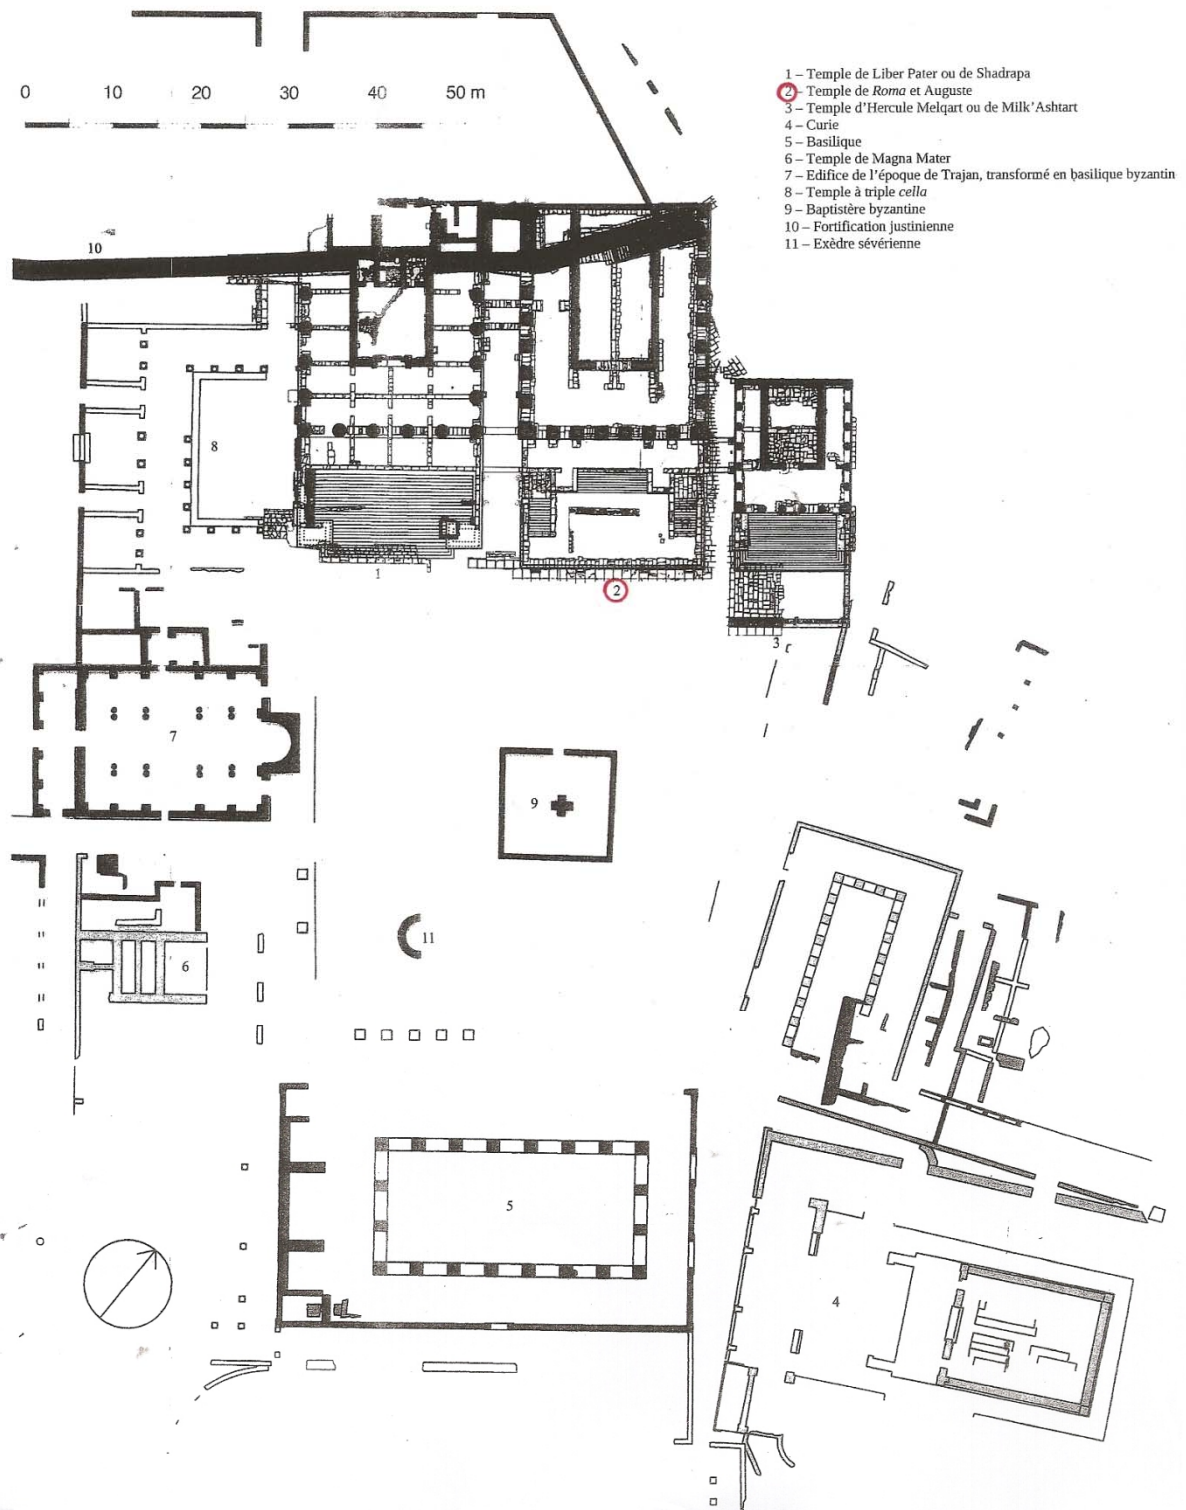 0 10 20 30 40 50 m
1 – Temple de Liber Pater ou de Shadrapa
2 – Temple de Roma et Auguste
3 – Temple d'Hercule Melqart ou de Milk'Ashtart
4 – Curie
5 – Basilique
6 – Temple de Magna Mater
7 – Edifice de l'époque de Trajan, transformé en basilique byzantin
8 – Temple à triple cella
9 – Baptistère byzantine
10 – Fortification justinienne
11 – Exèdre sévérienne
10
8
1
2
3
7
9
11
6
5
4